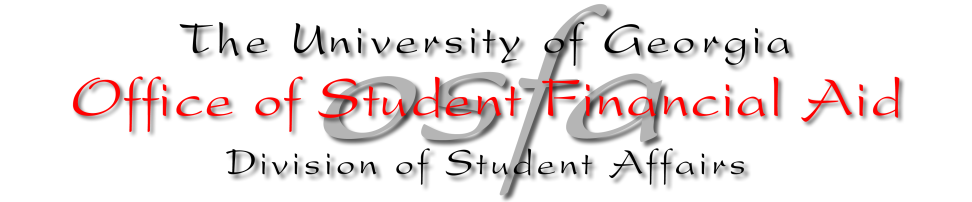 The University of Georgia
osfa
Office of Student Financial Aid
Division of Student Affairs